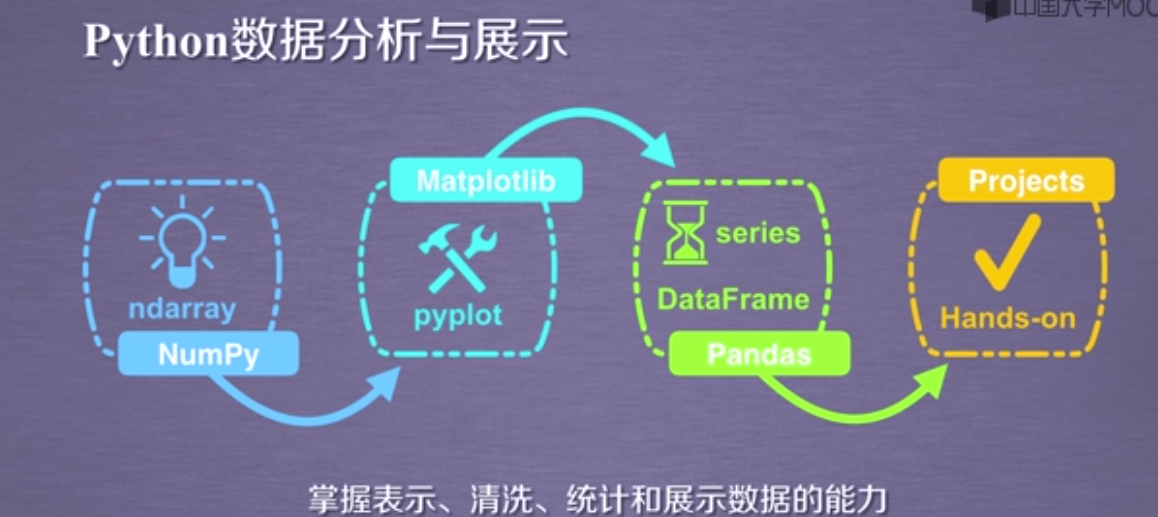 中国大学MOO
Python数据分析与展示
Matplotlib
Projects
series
ndarray
pyplot
DataFrame
Hands-on
NumPy
Pandas
掌握表示、清洗、统计和展示数据的能力